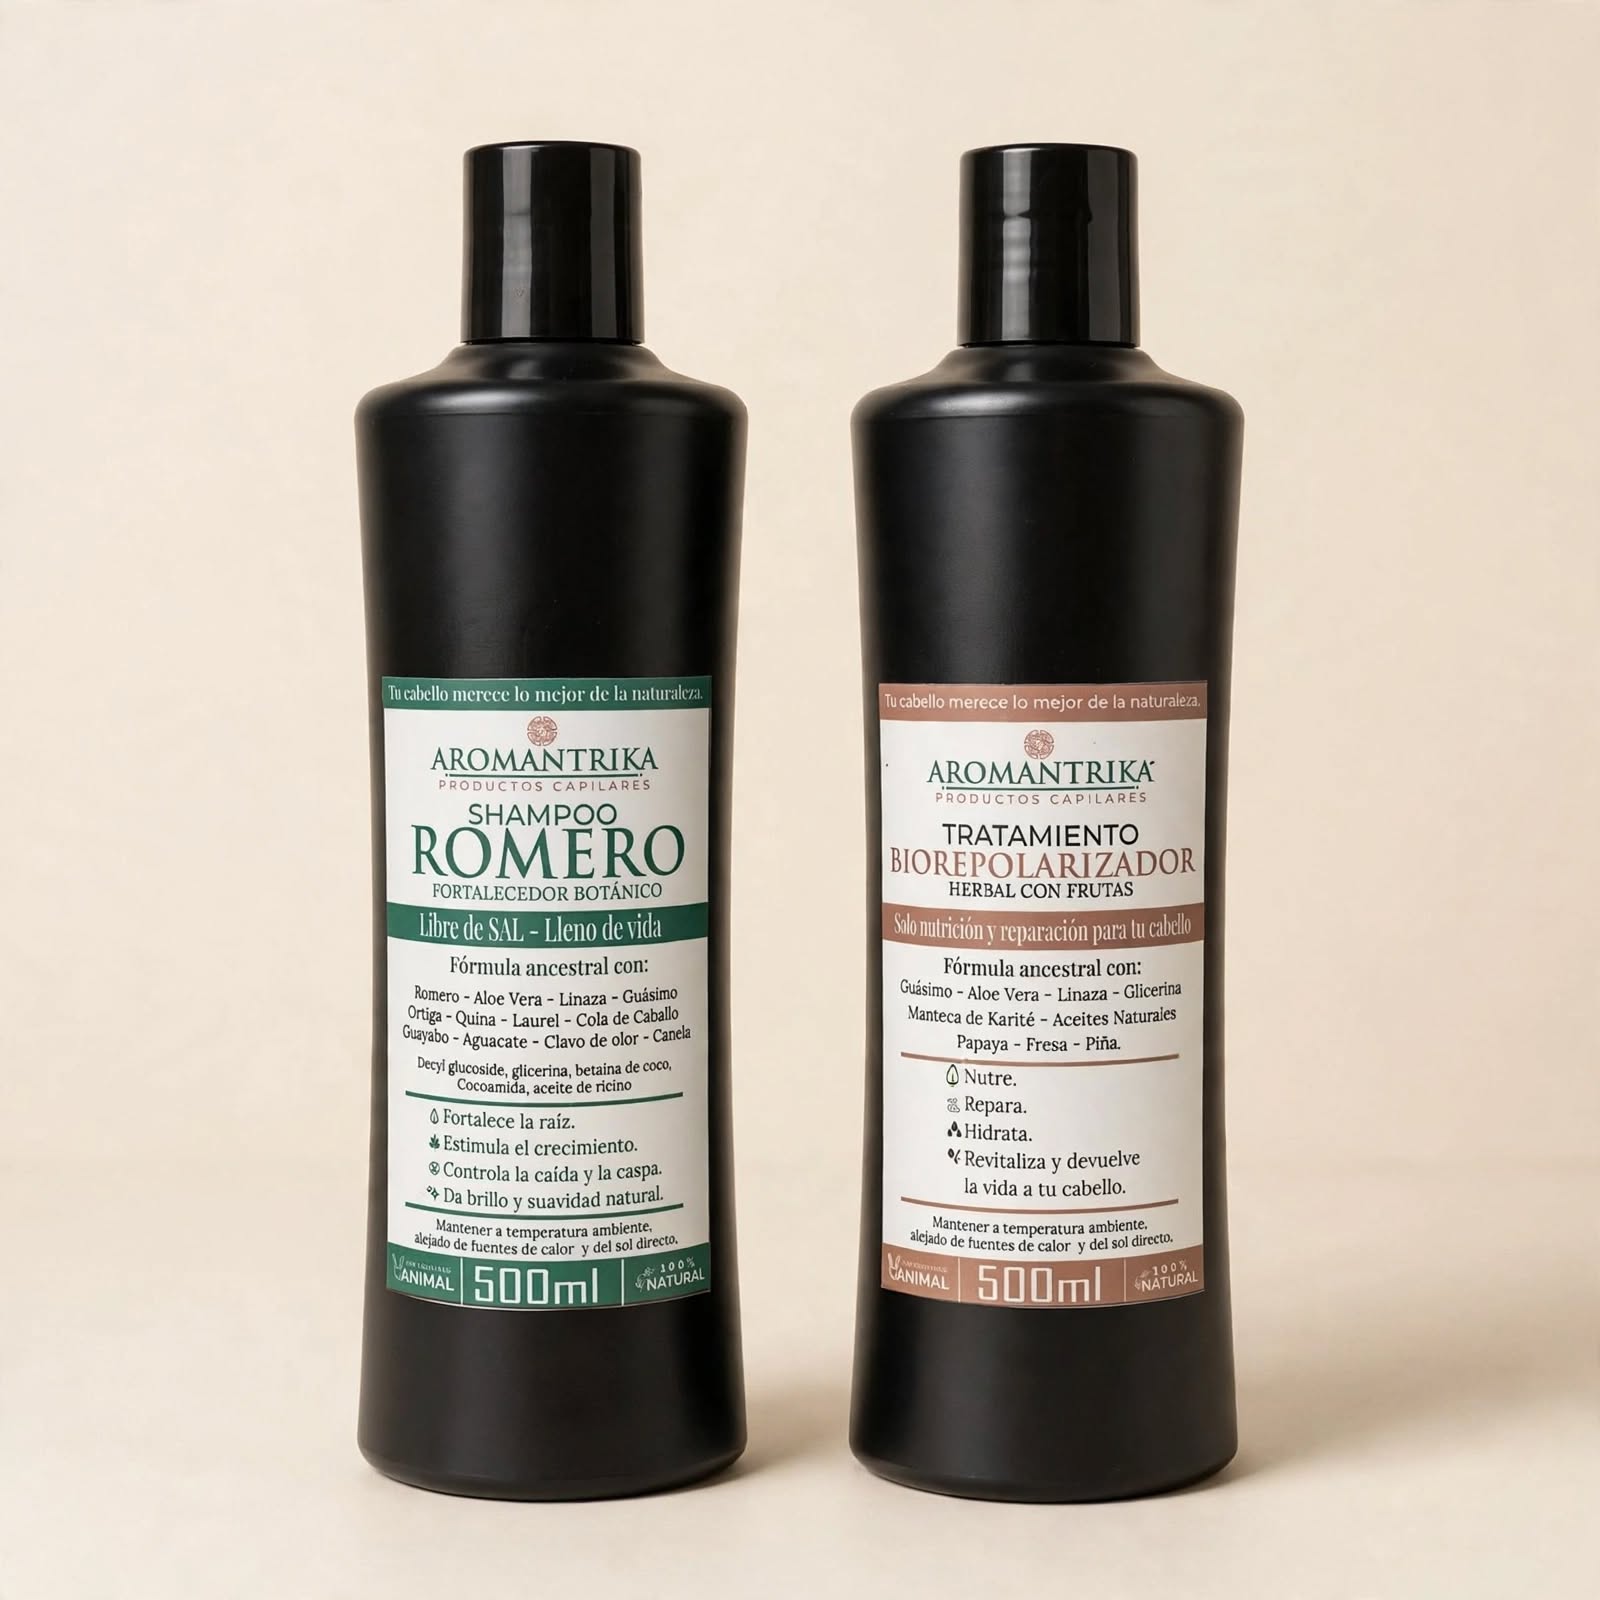 Tu cabello merece lo mejor de la naturaleza.
AROMANTRIKA
PRODUCTOS CAPILARES
SHAMPOO
ROMERO
FORTALECEDOR BOTÁNICO
Libre de SAL - Lleno de vida
Fórmula ancestral con:
Romero - Aloe Vera - Linaza - Guásimo
Ortiga - Quina - Laurel - Cola de Caballo
Guayabo - Aguacate - Clavo de olor - Canela
Decyl glucoside, glicerina, betaina de coco,
Cocoamida, aceite de ricino
Fortalece la raíz.
Estimula el crecimiento.
Controla la caída y la caspa.
Da brillo y suavidad natural.
Mantener a temperatura ambiente,
alejado de fuentes de calor y del sol directo.
ANIMAL
500ml
100%
NATURAL
Tu cabello merece lo mejor de la naturaleza.
AROMANTRIKA
PRODUCTOS CAPILARES
TRATAMIENTO
BIOREPOLARIZADOR
HERBAL CON FRUTAS
Solo nutrición y reparación para tu cabello
Fórmula ancestral con:
Guásimo - Aloe Vera - Linaza - Glicerina
Manteca de Karité - Aceites Naturales
Papaya - Fresa - Piña.
Nutre.
Repara.
Hidrata.
Revitaliza y devuelve
la vida a tu cabello.
Mantener a temperatura ambiente,
alejado de fuentes de calor y del sol directo.
ANIMAL
500ml
100%
NATURAL